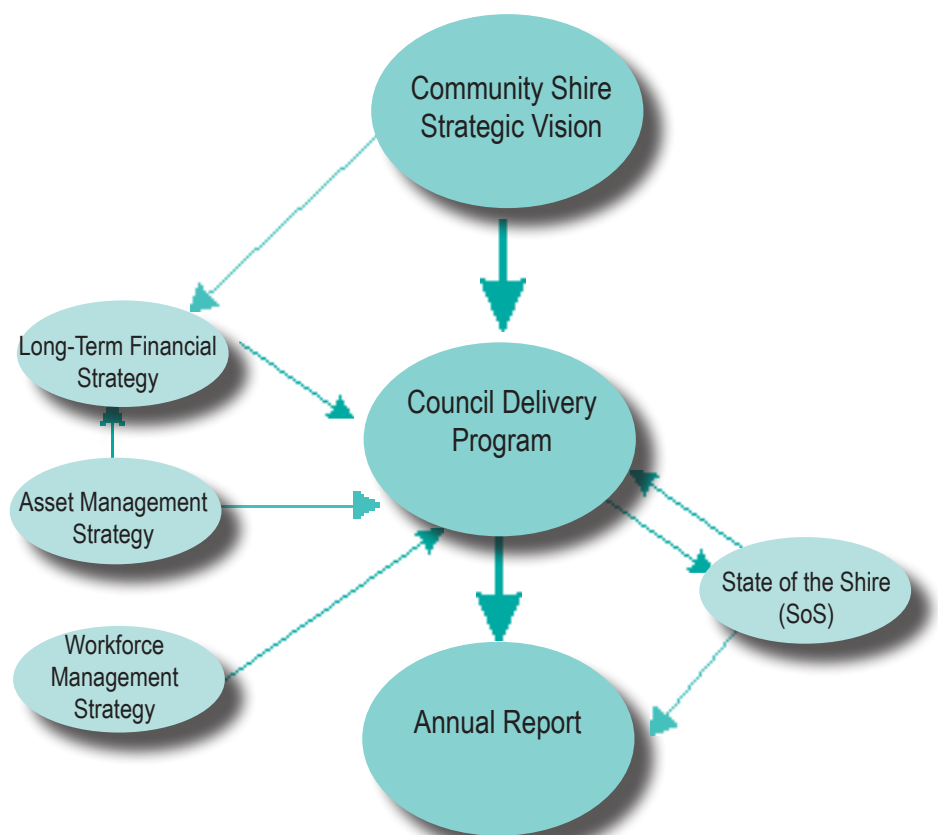 Community Shire
Strategic Vision
Long-Term Financial
Strategy
Council Delivery
Program
Asset Management
Strategy
State of the Shire
(SoS)
Workforce
Management
Strategy
Annual Report